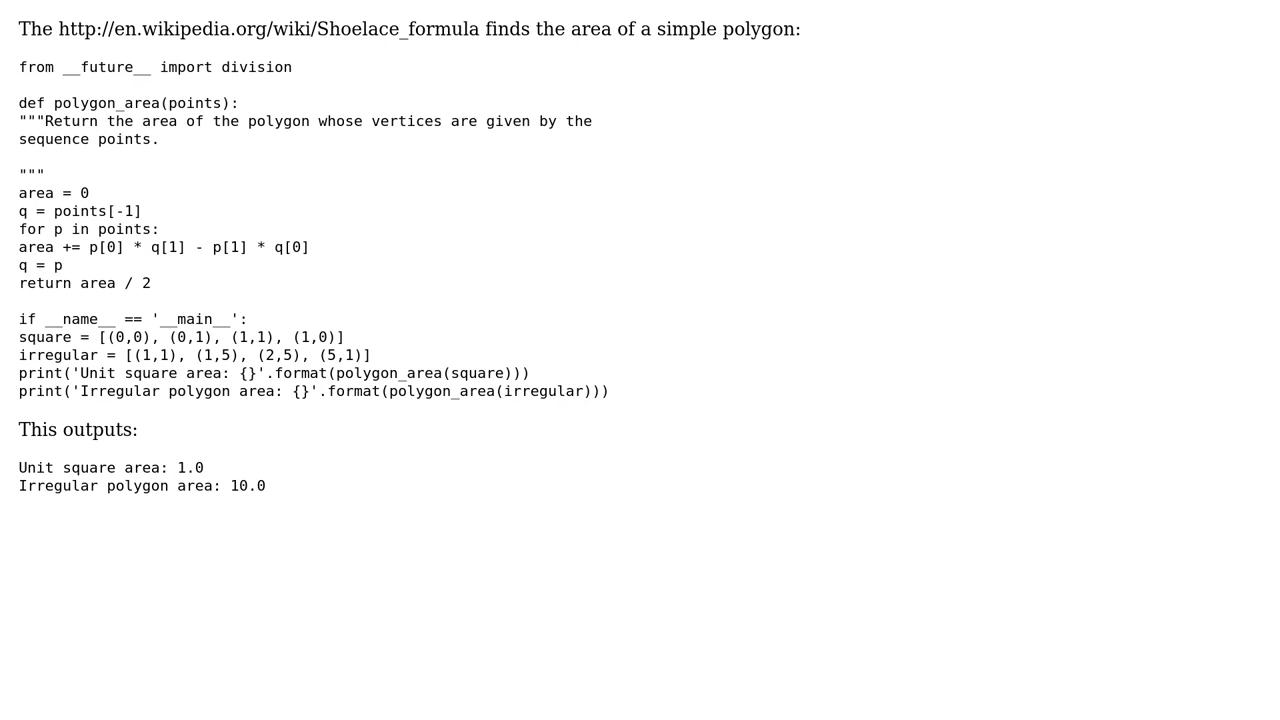 The http://en.wikipedia.org/wiki/Shoelace_formula finds the area of a simple polygon:
from __future__ import division
def polygon_area(points):
"""Return the area of the polygon whose vertices are given by the
sequence points.
"""
area = 0
q = points[-1]
for p in points:
area += p[0] * q[1] - p[1] * q[0]
q = p
return area / 2
if __name__ == '__main__':
square = [(0,0), (0,1), (1,1), (1,0)]
irregular = [(1,1), (1,5), (2,5), (5,1)]
print('Unit square area: {}'.format(polygon_area(square)))
print('Irregular polygon area: {}'.format(polygon_area(irregular)))
This outputs:
Unit square area: 1.0
Irregular polygon area: 10.0